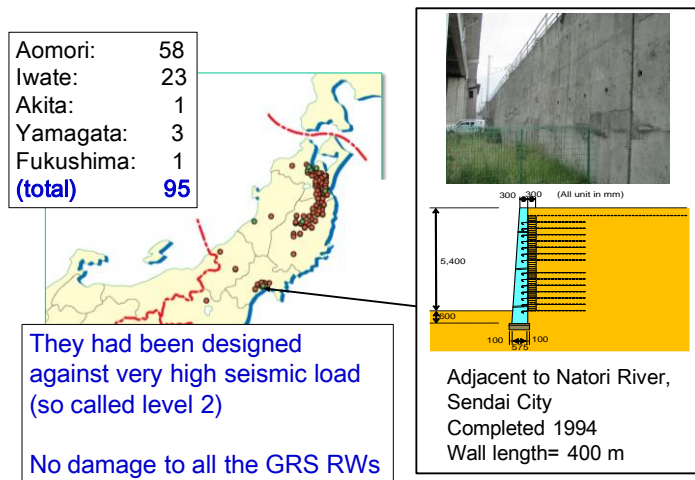 Aomori: 58
Iwate: 23
Akita: 1
Yamagata: 3
Fukushima: 1
(total) 95
They had been designed
against very high seismic load
(so called level 2)
No damage to all the GRS RWs
300 300 (All unit in mm)
5,400
600
100 100
575
Adjacent to Natori River,
Sendai City
Completed 1994
Wall length= 400 m